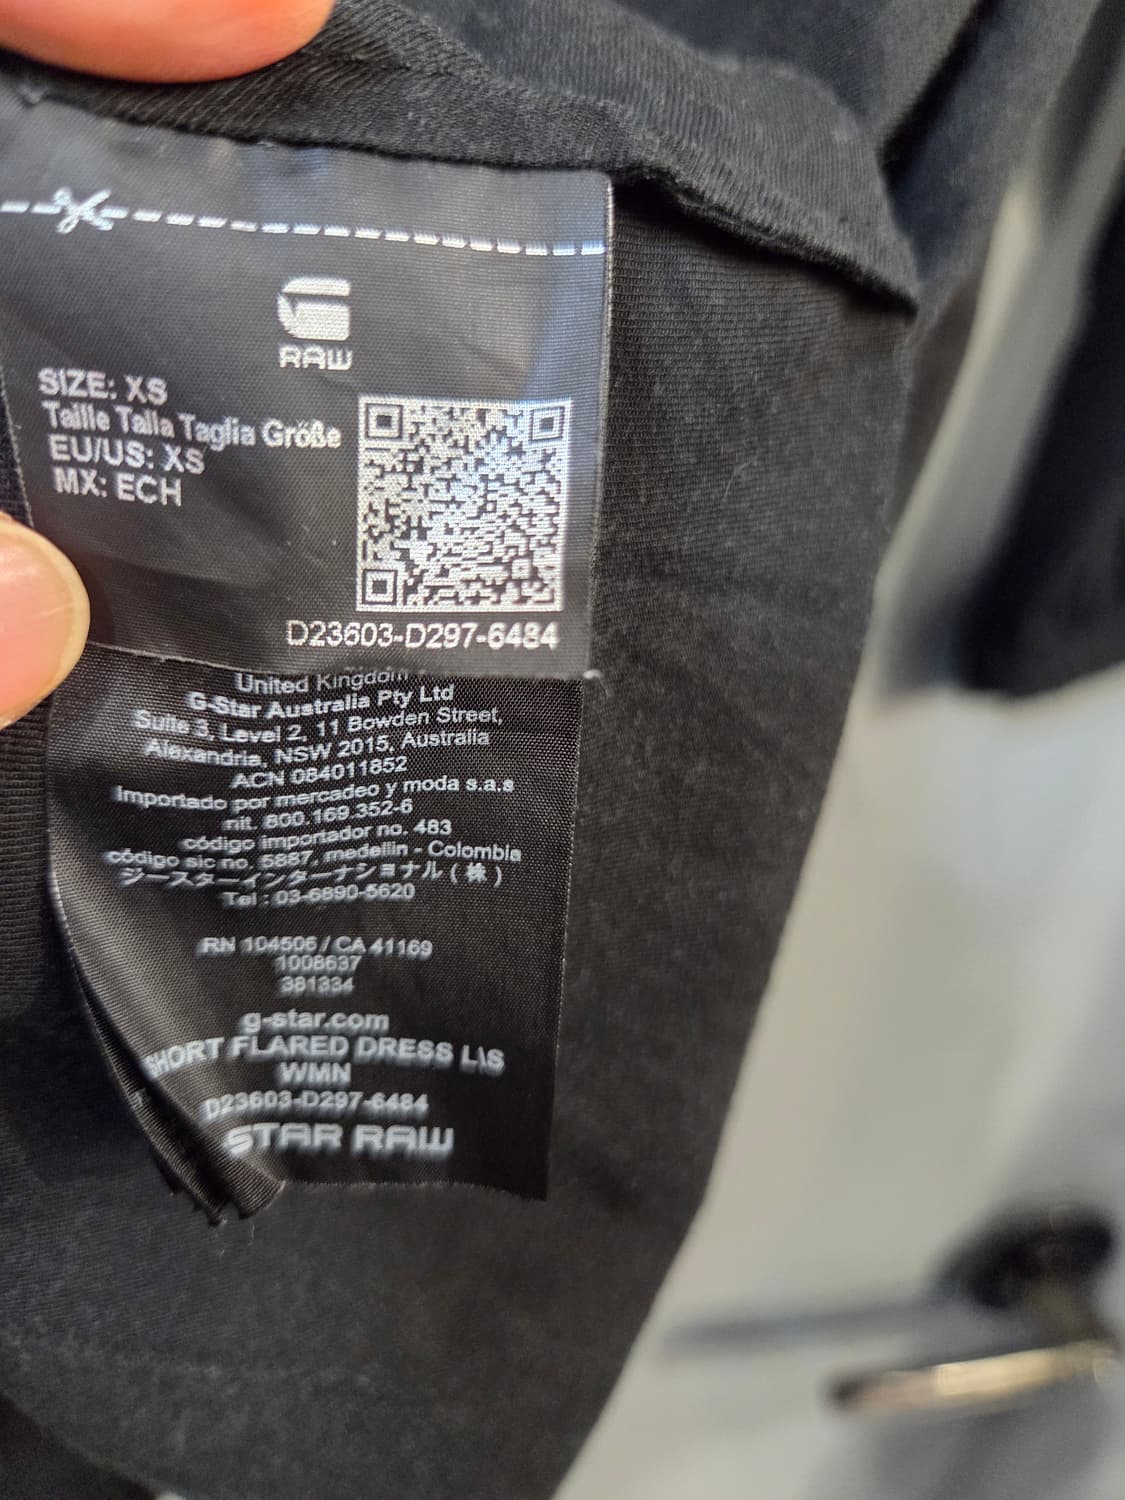 RAW
SIZE: XS
Taille Talla Taglia Größe
EU/US: XS
MX: ECH
D23603-D297-6484
United Kingdom
G-Star Australia Pty Ltd
Suite 3, Level 2, 11 Bowden Street,
Alexandria, NSW 2015, Australia
ACN 084011852
Importado por mercadeo y moda s.a.s
nit. 800.169.352-6
código importador no. 483
código sic no. 5887, medellin - Colombia
ジースターインターナショナル(株)
Tel : 03-6890-5620
RN 104506 / CA 41169
1008637
381334
g-star.com
SHORT FLARED DRESS L\S
WMN
D23603-D297-6484
STAR RAW